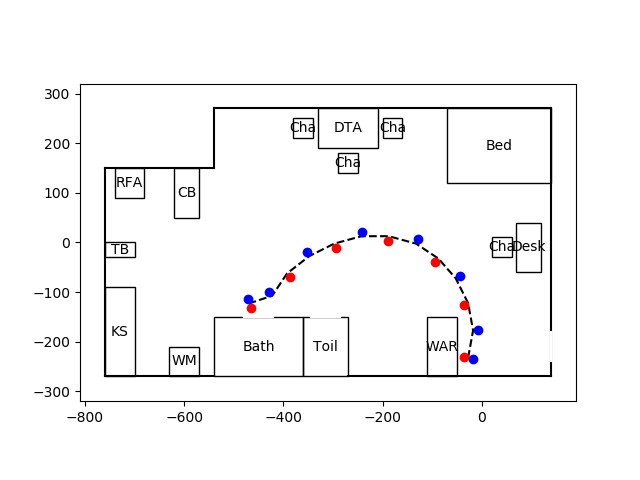 300
200
100
0
−100
−200
−300
−800
−600
−400
−200
0
Cha
DTA
Cha
Cha
Bed
RFA
CB
TB
Cha
Desk
KS
WM
Bath
Toil
WAR